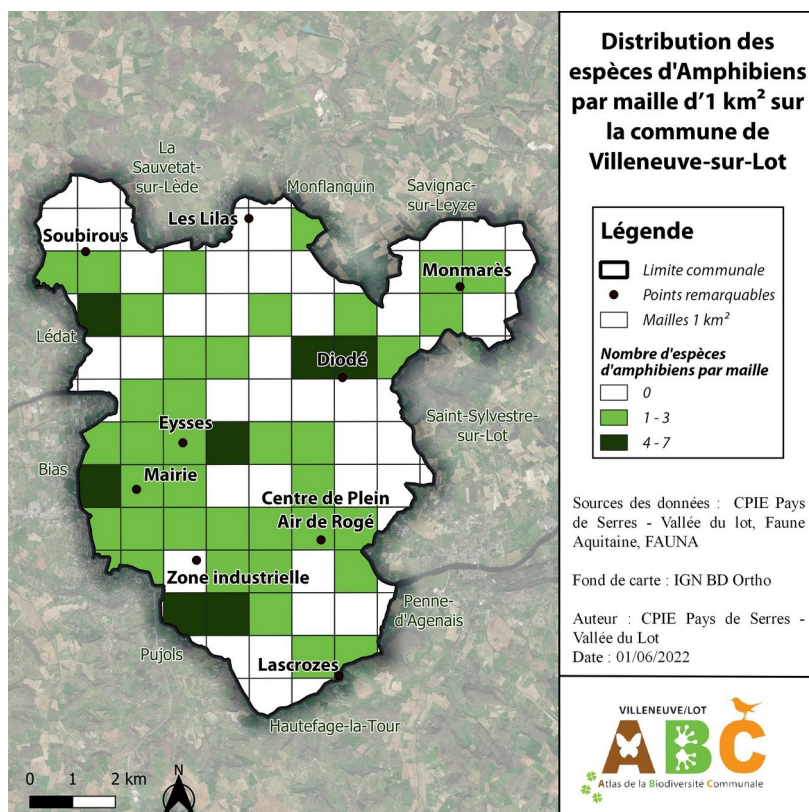 Distribution des
espèces d'Amphibiens
par maille d'1 km² sur
la commune de
Villeneuve-sur-Lot
La
Sauvetat-
sur-Lède
Monflanquin
Savignac-
sur-Leyze
Les Lilas
Soubirous
Monmarès
Lédat
Diodé
Saint-Sylvestre-
sur-Lot
Eysses
Bias
Mairie
Centre de Plein
Air de Rogé
Zone industrielle
Penne-
d'Agenais
Pujols
Lascrozes
Hautefage-la-Tour
0 1 2 km
N
Légende
Limite communale
Points remarquables
Mailles 1 km²
Nombre d'espèces
d'amphibiens par maille
0
1 - 3
4 - 7
Sources des données : CPIE Pays
de Serres - Vallée du lot, Faune
Aquitaine, FAUNA
Fond de carte : IGN BD Ortho
Auteur : CPIE Pays de Serres -
Vallée du Lot
Date : 01/06/2022
VILLENEUVE/LOT
ABC
Atlas de la Biodiversité Communale